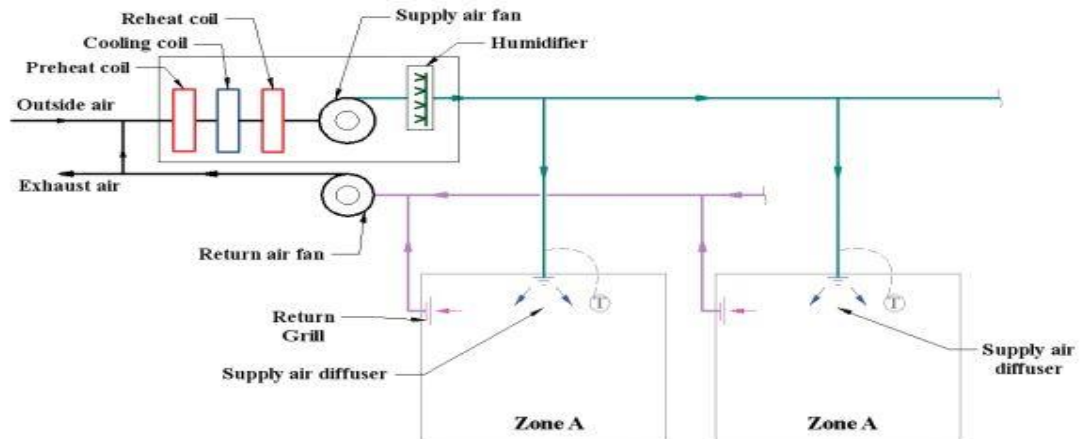 Reheat coil
Supply air fan
Cooling coil
Humidifier
Preheat coil
Outside air
Exhaust air
Return air fan
T
T
Return
Grill
Supply air diffuser
Supply air
diffuser
Zone A
Zone A